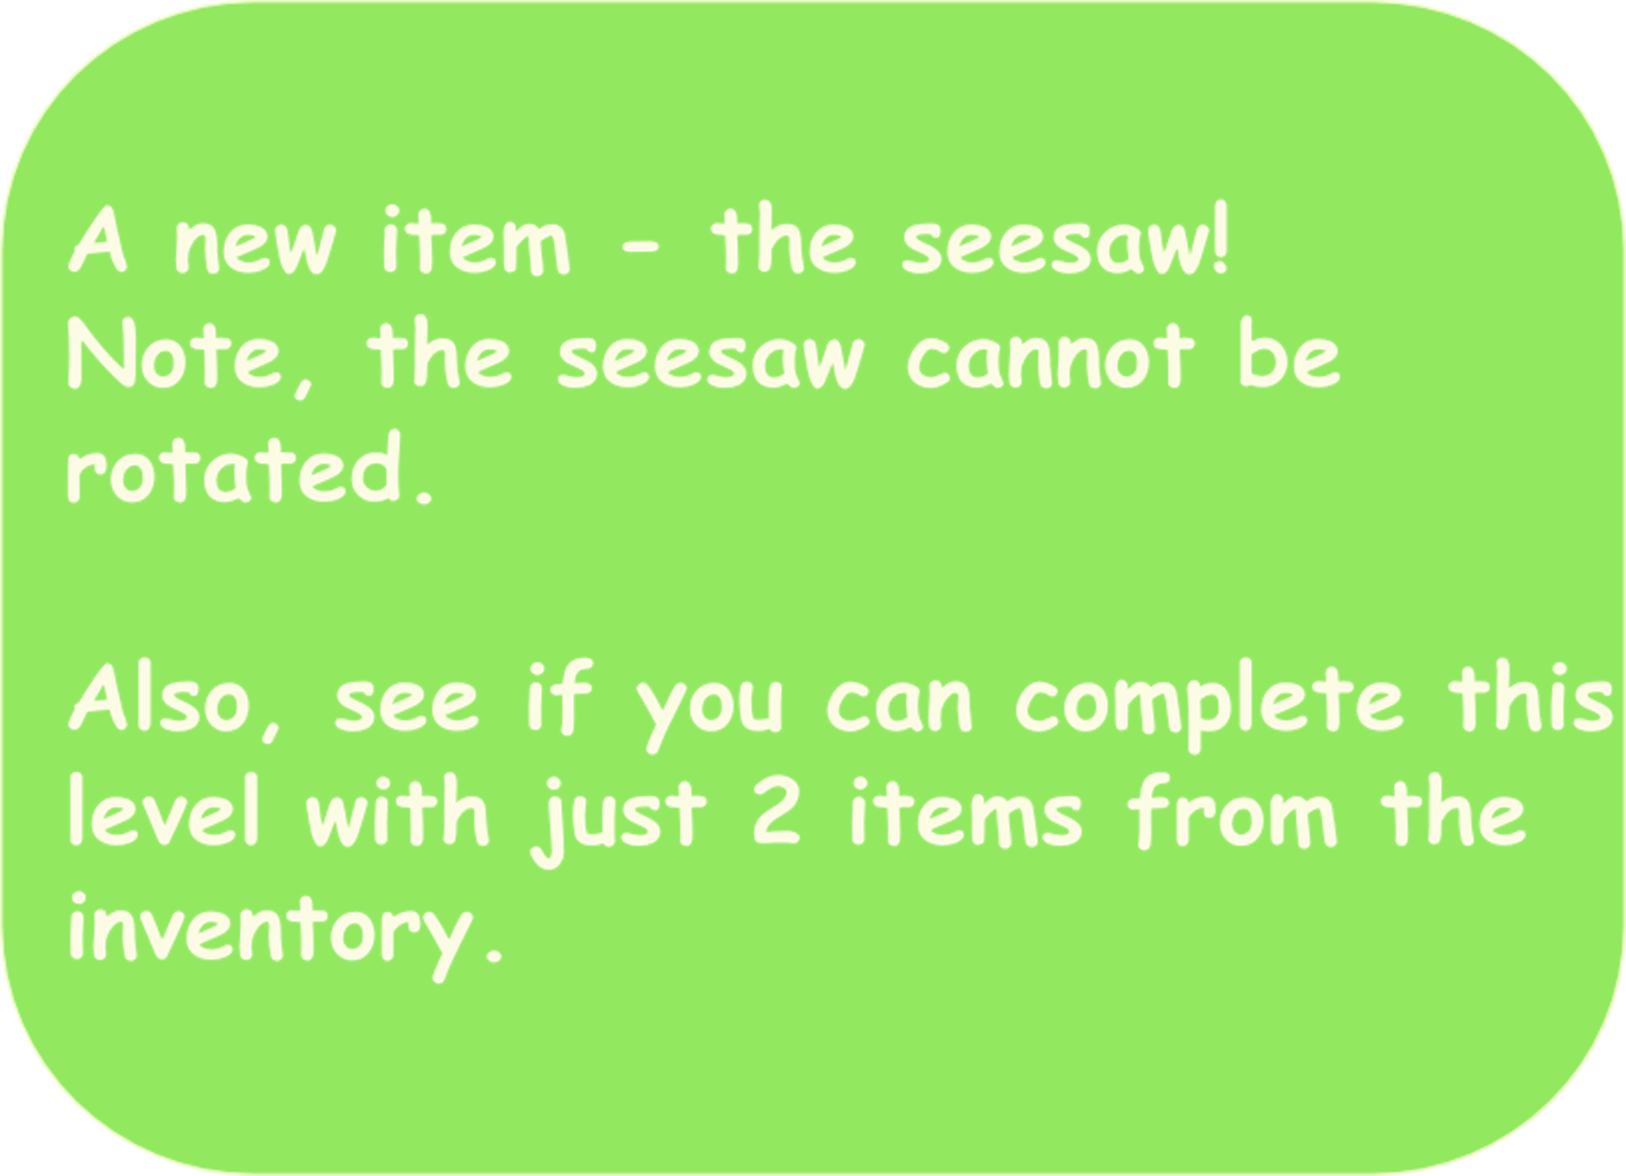 A new item - the seesaw!
Note, the seesaw cannot be
rotated.
Also, see if you can complete this
level with just 2 items from the
inventory.